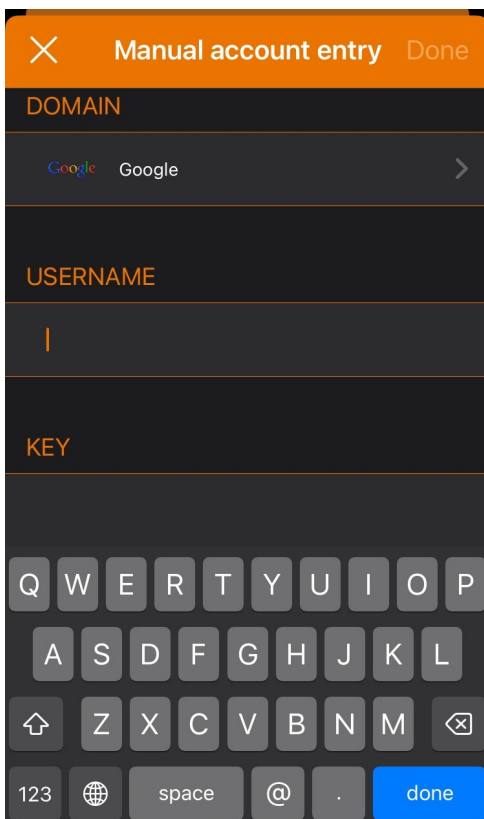 Manual account entry Done
DOMAIN
Google Google
USERNAME
KEY
Q W E R T Y U I O P
A S D F G H J K L
Z X C V B N M
123 space @ . done